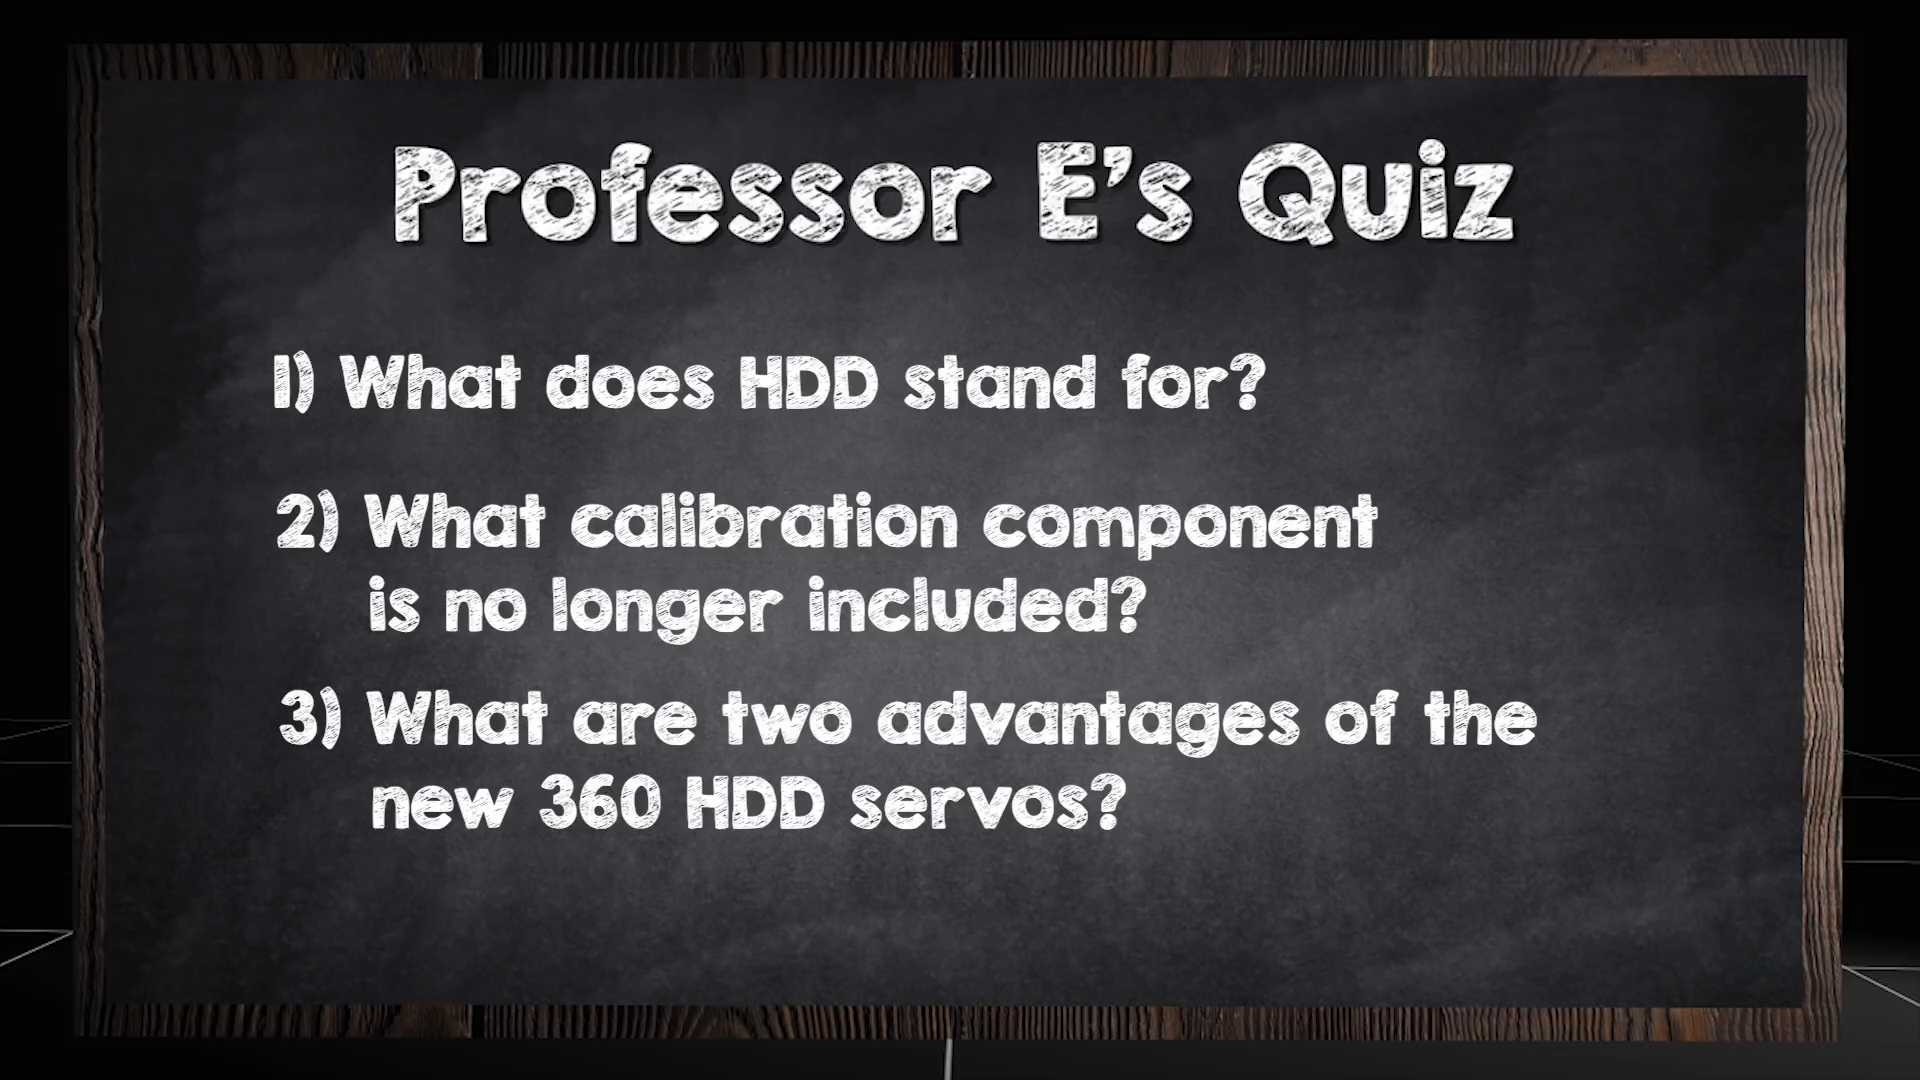 Professor E's Quiz
1) What does HDD stand for?
2) What calibration component
is no longer included?
3) What are two advantages of the
new 360 HDD servos?